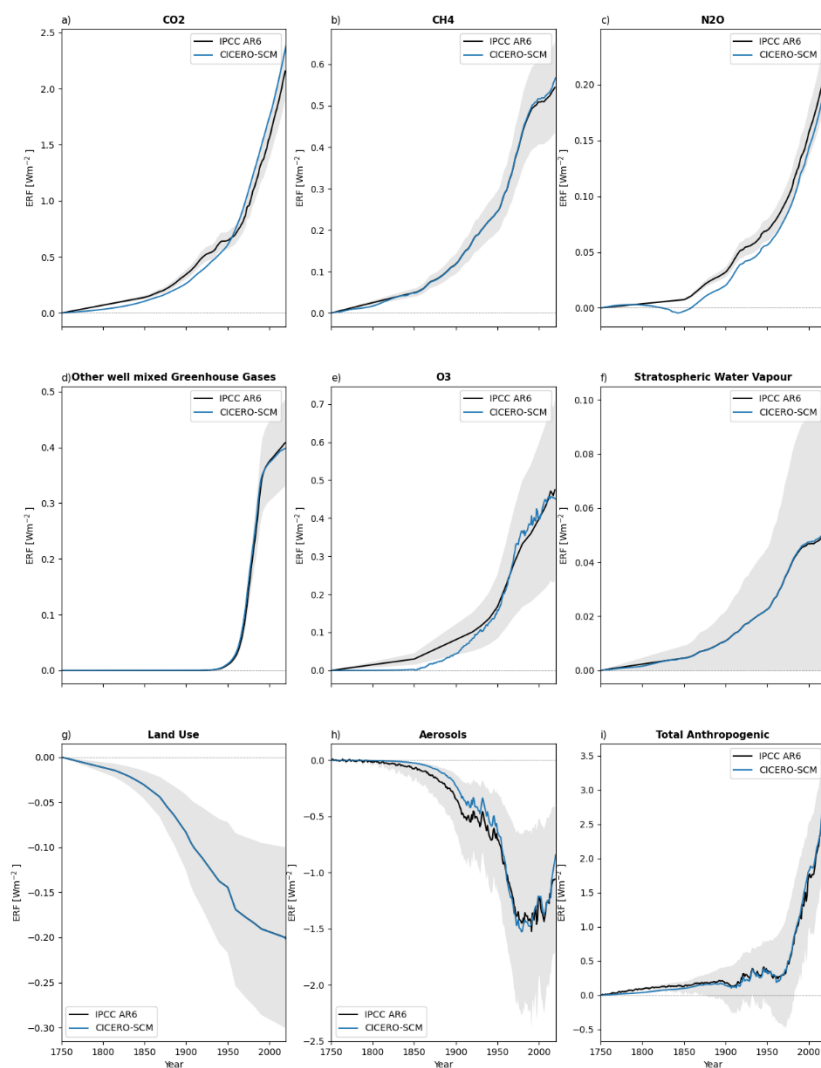 a) CO2
ERF [Wm⁻² ]
2.5
2.0
1.5
1.0
0.5
0.0
IPCC AR6
CICERO-SCM
b) CH4
ERF [Wm⁻² ]
0.6
0.5
0.4
0.3
0.2
0.1
0.0
IPCC AR6
CICERO-SCM
c) N2O
ERF [Wm⁻² ]
0.20
0.15
0.10
0.05
0.00
IPCC AR6
CICERO-SCM
d) Other well mixed Greenhouse Gases
ERF [Wm⁻² ]
0.5
0.4
0.3
0.2
0.1
0.0
IPCC AR6
CICERO-SCM
e) O3
ERF [Wm⁻² ]
0.7
0.6
0.5
0.4
0.3
0.2
0.1
0.0
IPCC AR6
CICERO-SCM
f) Stratospheric Water Vapour
ERF [Wm⁻² ]
0.10
0.08
0.06
0.04
0.02
0.00
IPCC AR6
CICERO-SCM
g) Land Use
ERF [Wm⁻² ]
0.00
−0.05
−0.10
−0.15
−0.20
−0.25
−0.30
IPCC AR6
CICERO-SCM
1750 1800 1850 1900 1950 2000
Year
h) Aerosols
ERF [Wm⁻² ]
0.0
−0.5
−1.0
−1.5
−2.0
−2.5
IPCC AR6
CICERO-SCM
1750 1800 1850 1900 1950 2000
Year
i) Total Anthropogenic
ERF [Wm⁻² ]
3.5
3.0
2.5
2.0
1.5
1.0
0.5
0.0
−0.5
IPCC AR6
CICERO-SCM
1750 1800 1850 1900 1950 2000
Year